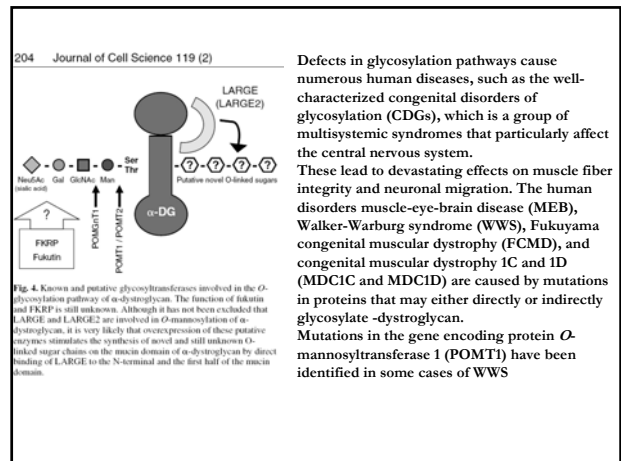 204    Journal of Cell Science 119 (2)
LARGE
(LARGE2)
Ser
Thr
? ? ? ?
Neu5Ac Gal GlcNAc Man
(sialic acid)
Putative novel O-linked sugars
α-DG
?
FKRP
Fukutin
POMGnT1
POMT1 / POMT2
Fig. 4. Known and putative glycosyltransferases involved in the O-
glycosylation pathway of α-dystroglycan. The function of fukutin
and FKRP is still unknown. Although it has not been excluded that
LARGE and LARGE2 are involved in O-mannosylation of α-
dystroglycan, it is very likely that overexpression of these putative
enzymes stimulates the synthesis of novel and still unknown O-
linked sugar chains on the mucin domain of α-dystroglycan by direct
binding of LARGE to the N-terminal and the first half of the mucin
domain.
Defects in glycosylation pathways cause
numerous human diseases, such as the well-
characterized congenital disorders of
glycosylation (CDGs), which is a group of
multisystemic syndromes that particularly affect
the central nervous system.
These lead to devastating effects on muscle fiber
integrity and neuronal migration. The human
disorders muscle-eye-brain disease (MEB),
Walker-Warburg syndrome (WWS), Fukuyama
congenital muscular dystrophy (FCMD), and
congenital muscular dystrophy 1C and 1D
(MDC1C and MDC1D) are caused by mutations
in proteins that may either directly or indirectly
glycosylate -dystroglycan.
Mutations in the gene encoding protein O-
mannosyltransferase 1 (POMT1) have been
identified in some cases of WWS